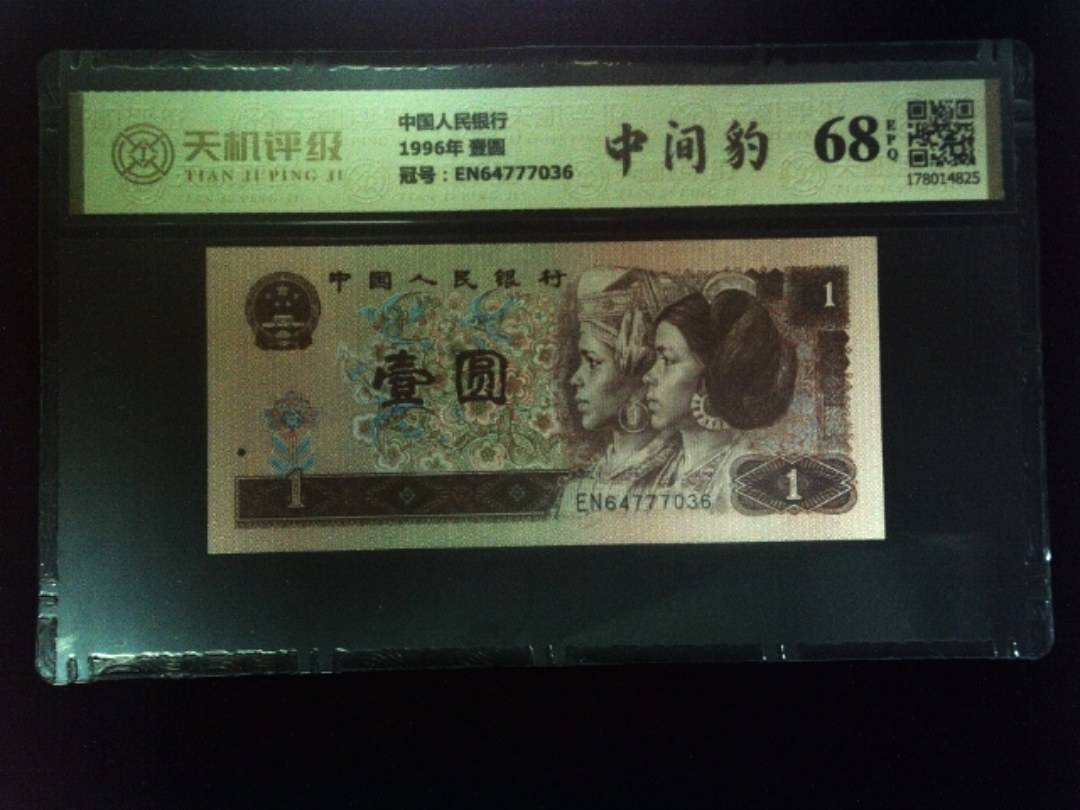 天机评级
TIAN JI PING JI
中国人民银行
1996年 壹圆
冠号：EN64777036
中间豹
68
EPQ
178014825
中国人民银行
1
壹圆
1
EN64777036
1